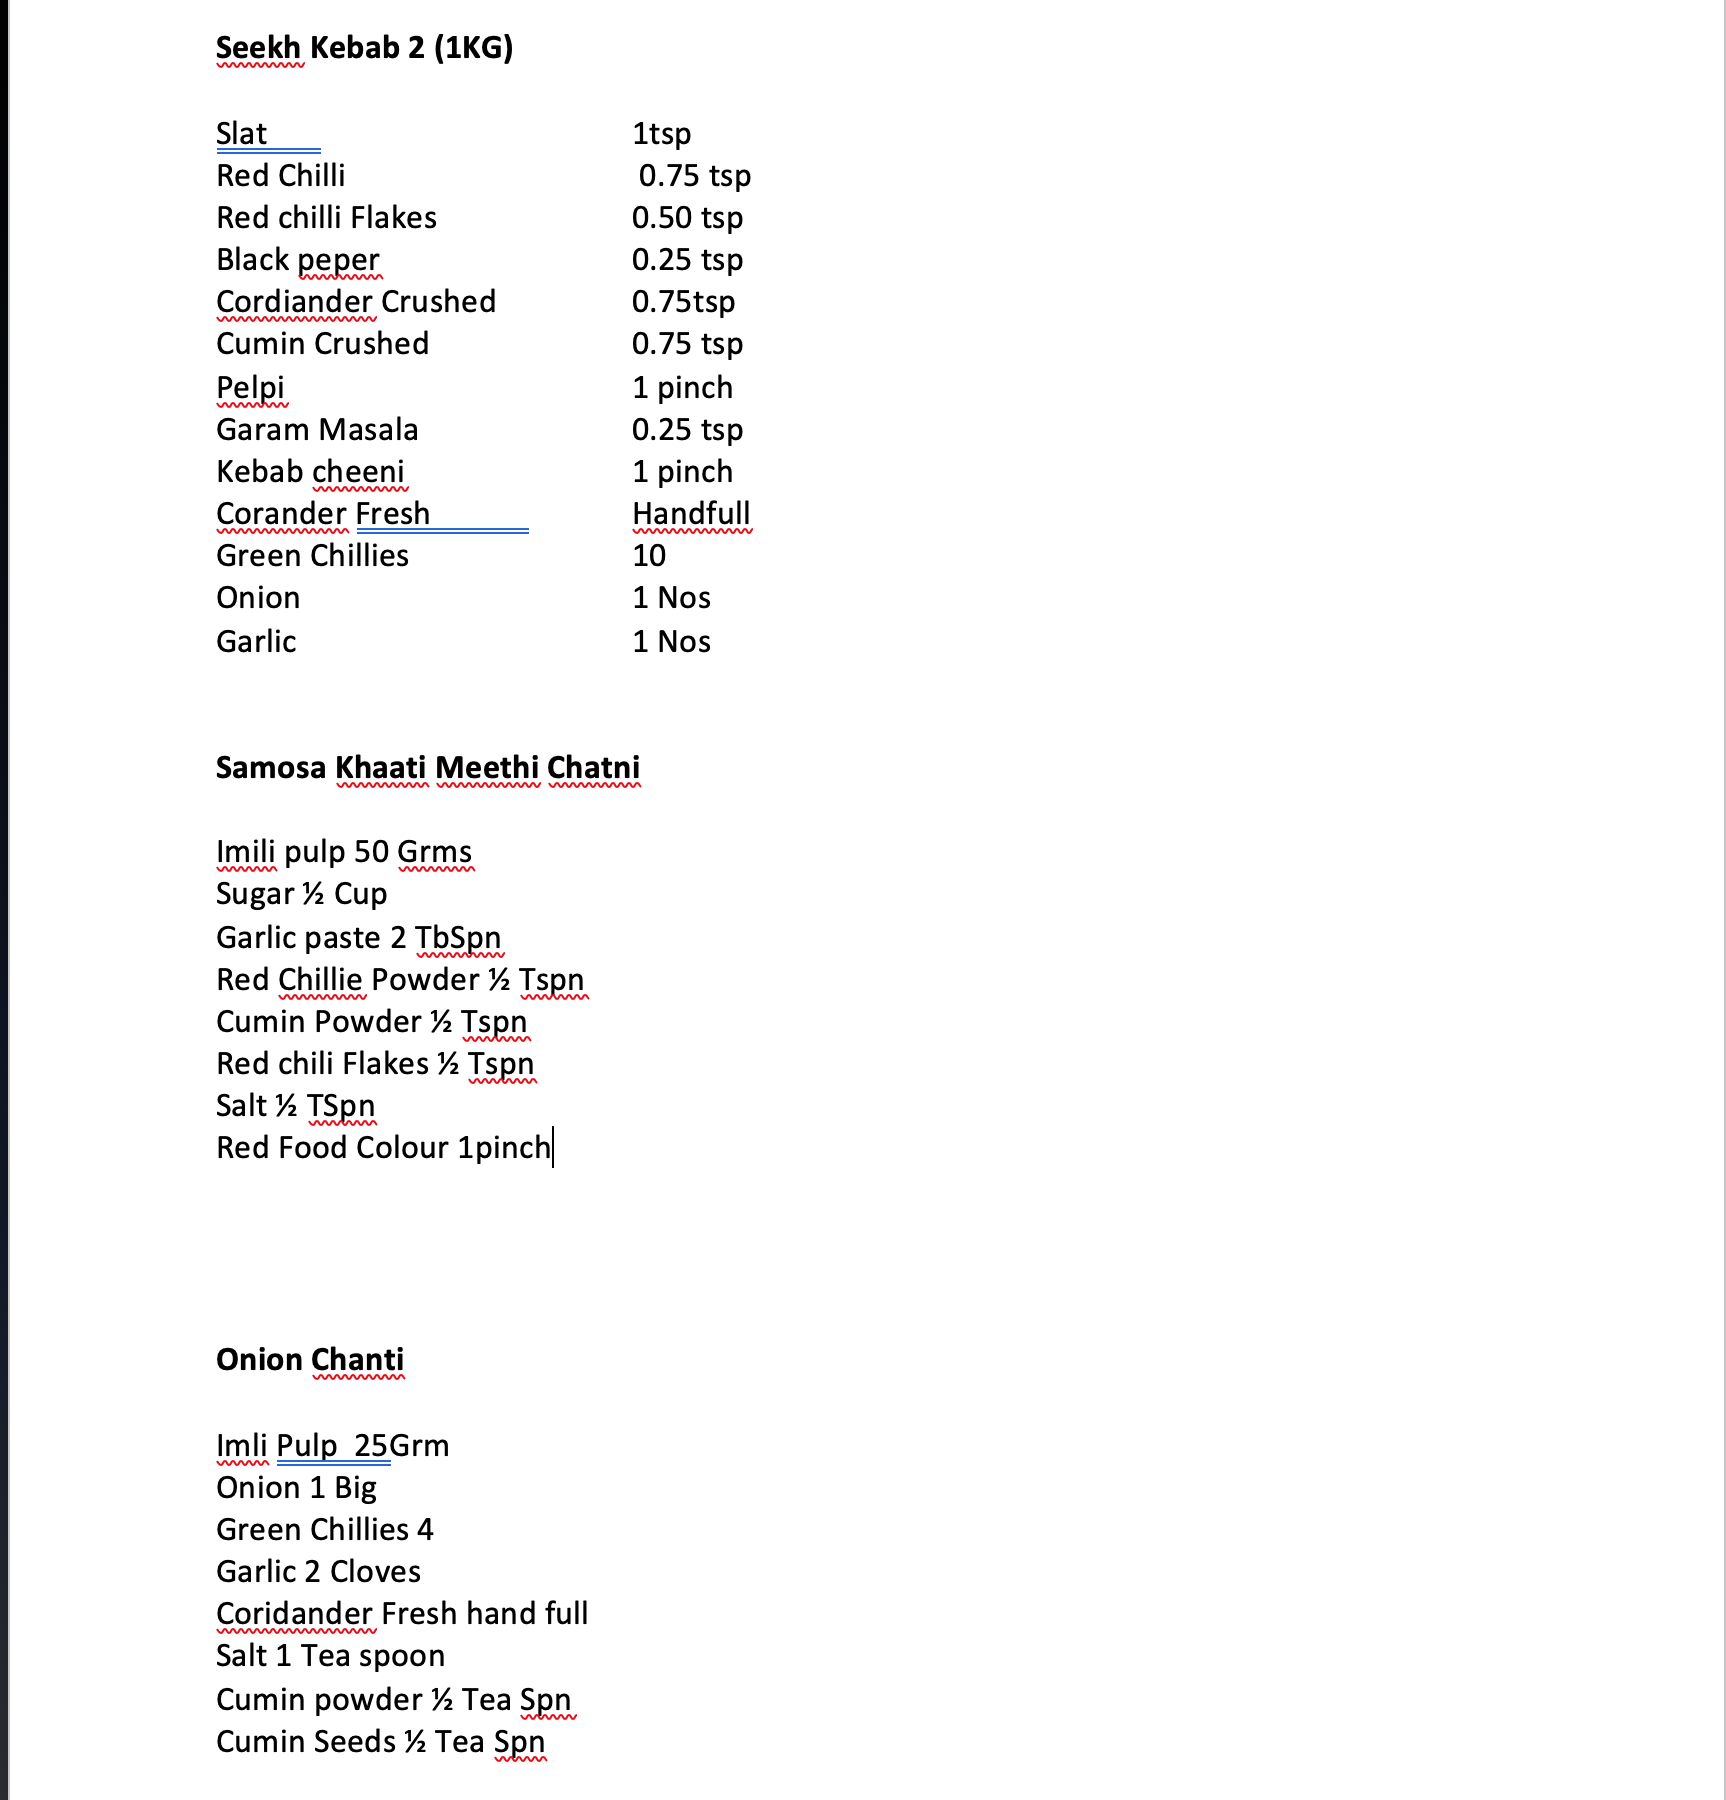 Seekh Kebab 2 (1KG)
Slat 1tsp
Red Chilli 0.75 tsp
Red chilli Flakes 0.50 tsp
Black peper 0.25 tsp
Cordiander Crushed 0.75tsp
Cumin Crushed 0.75 tsp
Pelpi 1 pinch
Garam Masala 0.25 tsp
Kebab cheeni 1 pinch
Corander Fresh Handfull
Green Chillies 10
Onion 1 Nos
Garlic 1 Nos
Samosa Khaati Meethi Chatni
Imili pulp 50 Grms
Sugar ½ Cup
Garlic paste 2 TbSpn
Red Chillie Powder ½ Tspn
Cumin Powder ½ Tspn
Red chili Flakes ½ Tspn
Salt ½ TSpn
Red Food Colour 1pinch
Onion Chanti
Imli Pulp  25Grm
Onion 1 Big
Green Chillies 4
Garlic 2 Cloves
Coridander Fresh hand full
Salt 1 Tea spoon
Cumin powder ½ Tea Spn
Cumin Seeds ½ Tea Spn